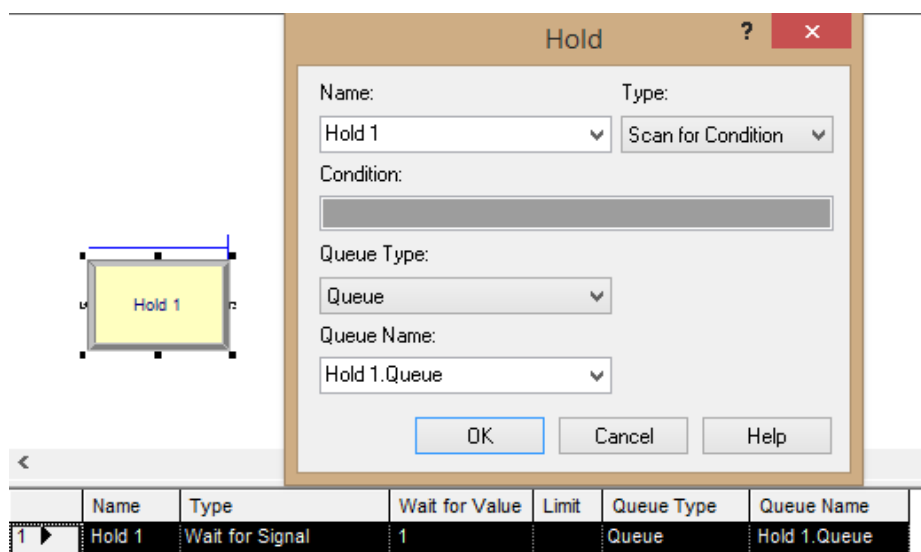 Hold
?
Name:
Type:
Hold 1
Scan for Condition
Condition:
Queue Type:
Hold 1
Queue
Queue Name:
Hold 1.Queue
OK
Cancel
Help
Name Type Wait for Value Limit Queue Type Queue Name
1 Hold 1 Wait for Signal 1 Queue Hold 1.Queue